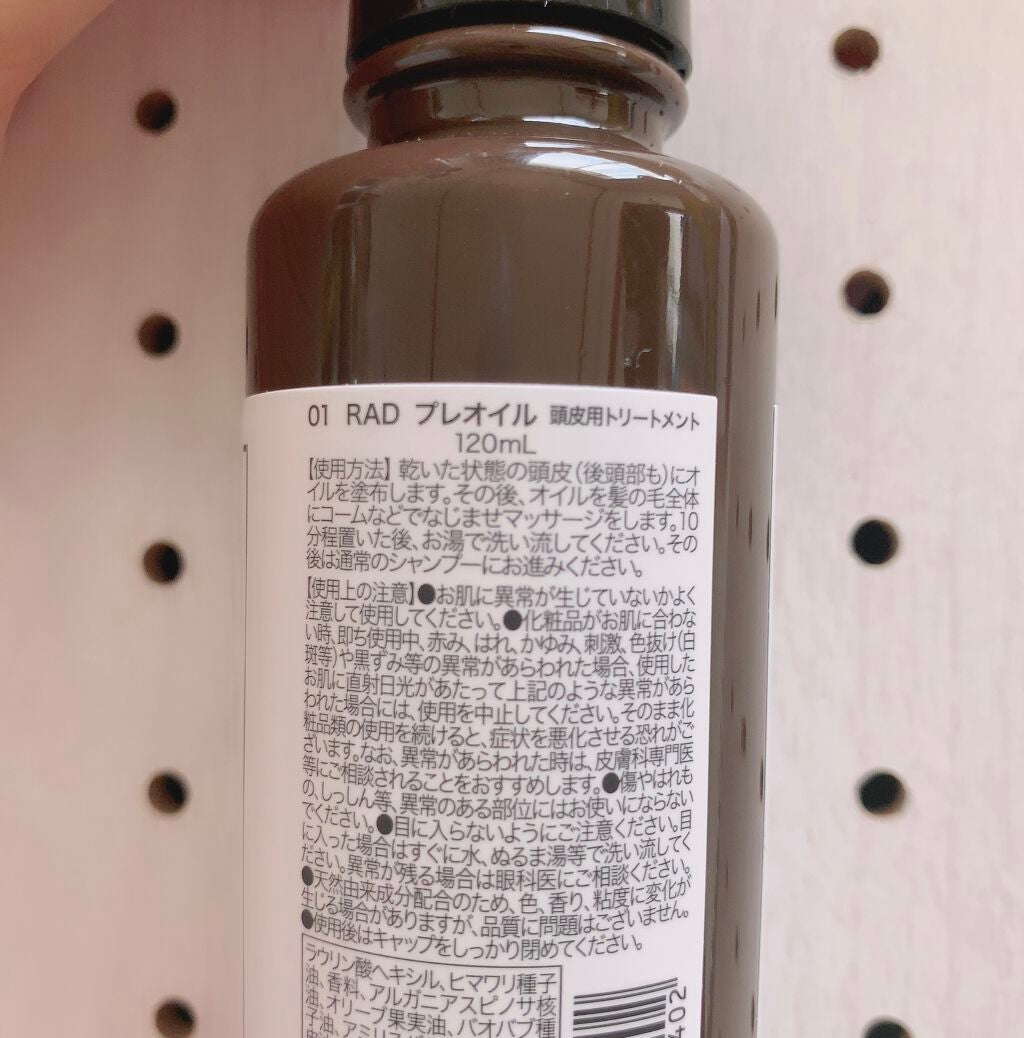 01 RAD プレオイル 頭皮用トリートメント
120mL
【使用方法】乾いた状態の頭皮(後頭部も)にオ
イルを塗布します。その後、オイルを髪の毛全体
にコームなどでなじませマッサージをします。10
分程置いた後、お湯で洗い流してください。その
後は通常のシャンプーにお進みください。
【使用上の注意】●お肌に異常が生じていないかよく
注意して使用してください。●化粧品がお肌に合わな
い時、即ち使用中、赤み、はれ、かゆみ、刺激、色抜け(白
斑等)や黒ずみ等の異常があらわれた場合、使用した
お肌に直射日光があたって上記のような異常があら
われた場合には、使用を中止してください。そのまま化
粧品類の使用を続けると、症状を悪化させる恐れがご
ざいます。なお、異常があらわれた時は、皮膚科専門医
等にご相談されることをおすすめします。●傷やはれも
の、しっしん等、異常のある部位にはお使いにならない
でください。●目に入らないようにご注意ください。目
に入った場合はすぐに水、ぬるま湯等で洗い流してく
ださい。異常が残る場合は眼科医にご相談ください。
●天然由来成分配合のため、色、香り、粘度に変化が
生じる場合がありますが、品質に問題はございません。
●使用後はキャップをしっかり閉めてください。
ラウリン酸ヘキシル、ヒマワリ種子
油、香料、アルガニアスピノサ核
油、オリーブ果実油、バオバブ種
子油、アミリス
402